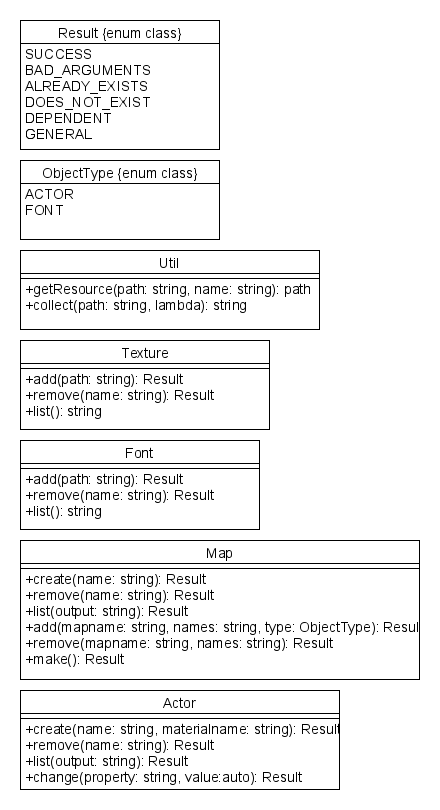 Result {enum class}
SUCCESS
BAD_ARGUMENTS
ALREADY_EXISTS
DOES_NOT_EXIST
DEPENDENT
GENERAL
ObjectType {enum class}
ACTOR
FONT
Util
+getResource(path: string, name: string): path
+collect(path: string, lambda): string
Texture
+add(path: string): Result
+remove(name: string): Result
+list(): string
Font
+add(path: string): Result
+remove(name: string): Result
+list(): string
Map
+create(name: string): Result
+remove(name: string): Result
+list(output: string): Result
+add(mapname: string, names: string, type: ObjectType): Resul
+remove(mapname: string, names: string): Result
+make(): Result
Actor
+create(name: string, materialname: string): Result
+remove(name: string): Result
+list(output: string): Result
+change(property: string, value:auto): Result